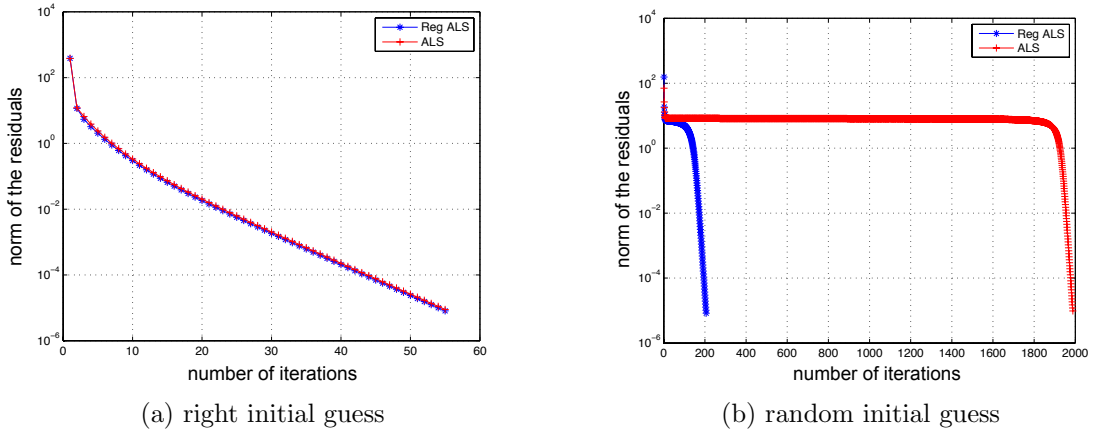 10^4
10^2
10^0
10^−2
10^−4
10^−6
norm of the residuals
Reg ALS
ALS
0 10 20 30 40 50 60
number of iterations
(a) right initial guess
10^4
10^2
10^0
10^−2
10^−4
10^−6
norm of the residuals
Reg ALS
ALS
0 200 400 600 800 1000 1200 1400 1600 1800 2000
number of iterations
(b) random initial guess